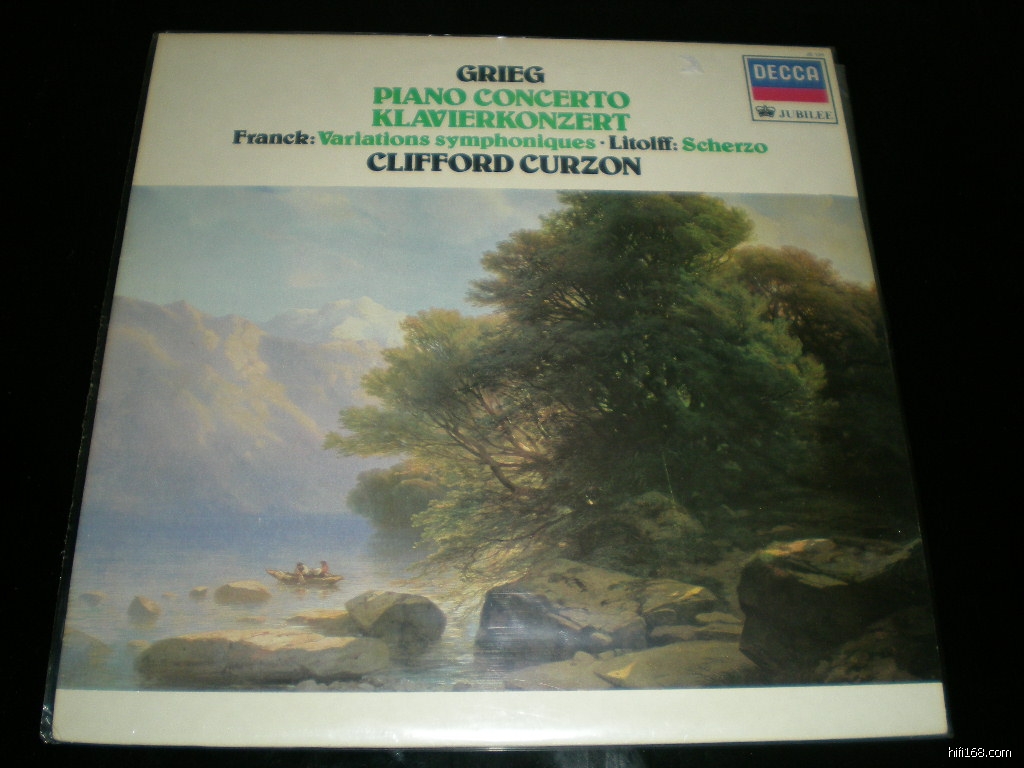 GRIEG
PIANO CONCERTO
KLAVIERKONZERT
Franck: Variations symphoniques · Litolff: Scherzo
CLIFFORD CURZON
DECCA
JUBILEE
hifi168.com